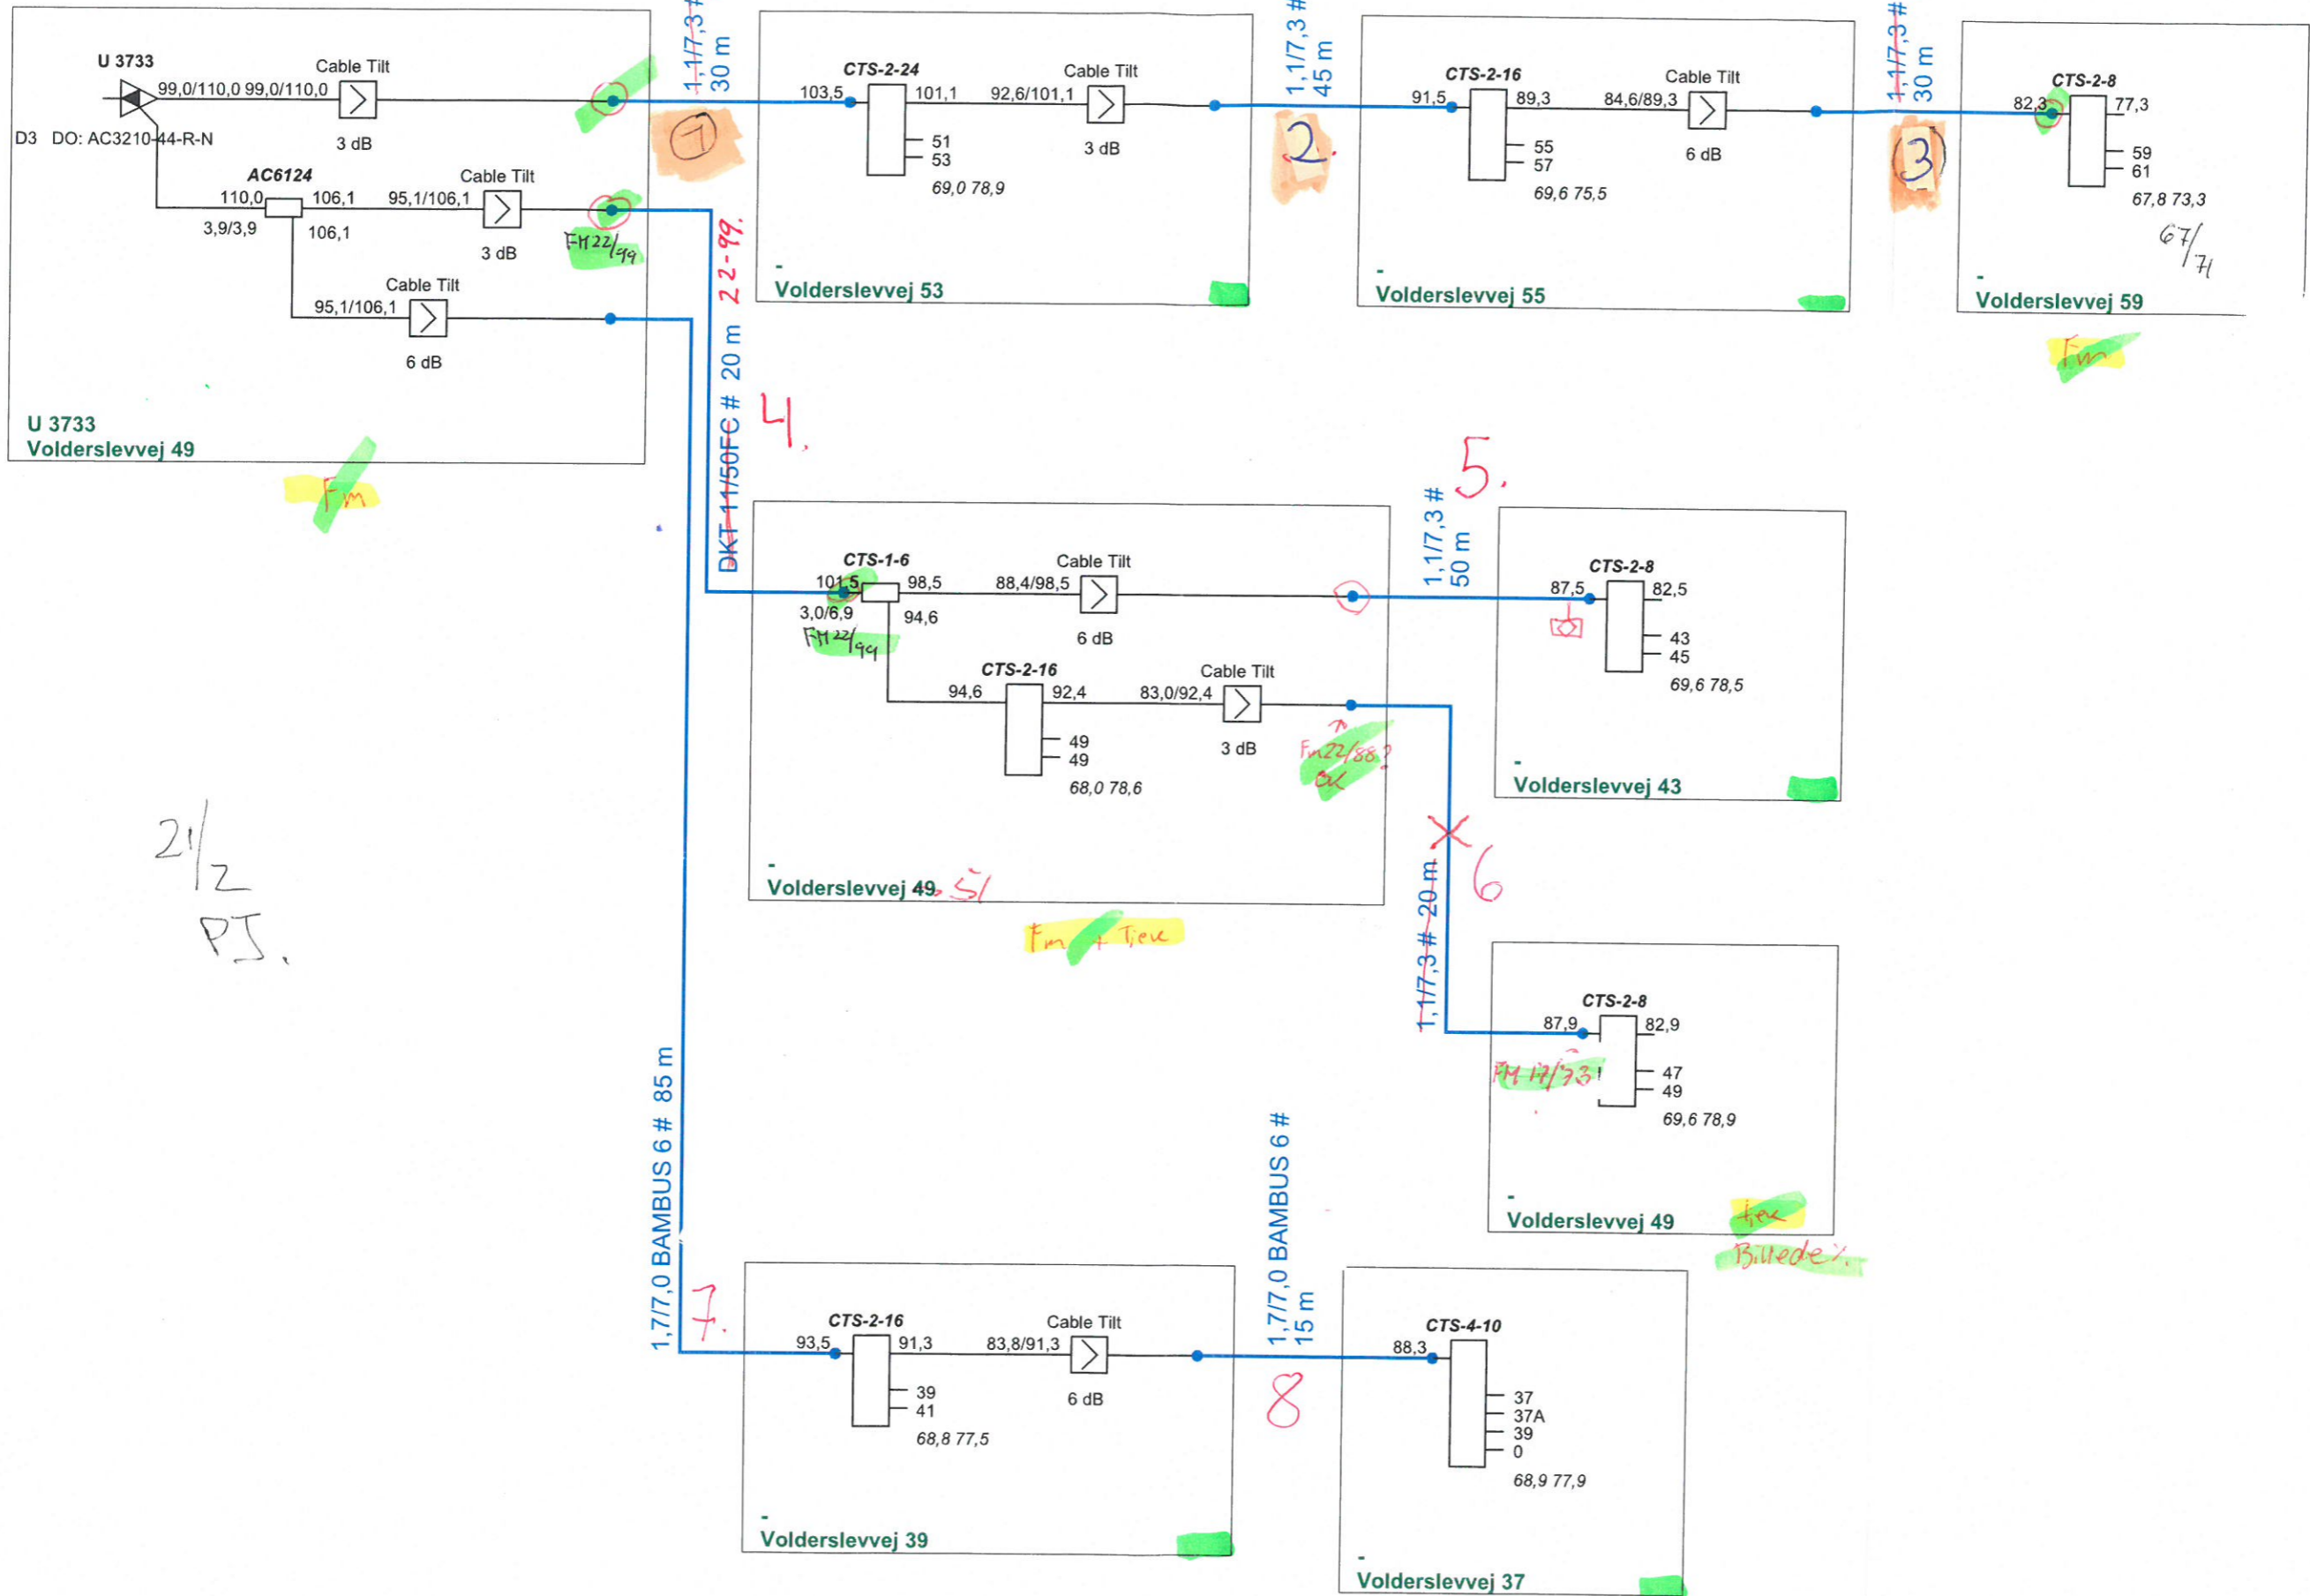 U 3733
99,0/110,0 99,0/110,0
Cable Tilt
3 dB
D3 DO: AC3210-44-R-N
AC6124
110,0
106,1
95,1/106,1
Cable Tilt
3,9/3,9
106,1
3 dB
FM22/99
Cable Tilt
95,1/106,1
6 dB
U 3733
Volderslevvej 49
Fm
1,1/7,3 #
30 m
1
CTS-2-24
103,5
101,1
92,6/101,1
Cable Tilt
3 dB
51
53
69,0 78,9
-
Volderslevvej 53
1,1/7,3 #
45 m
2.
CTS-2-16
91,5
89,3
84,6/89,3
Cable Tilt
6 dB
55
57
69,6 75,5
-
Volderslevvej 55
1,1/7,3 #
30 m
3
CTS-2-8
82,3
77,3
59
61
67,8 73,3
67/71
-
Volderslevvej 59
Fm
DKT 11/50FC # 20 m
22-99.
4.
CTS-1-6
101,5
98,5
88,4/98,5
Cable Tilt
3,0/6,9
94,6
6 dB
FM22/99
CTS-2-16
94,6
92,4
83,0/92,4
Cable Tilt
3 dB
49
49
68,0 78,6
Fm22/88?
OK
-
Volderslevvej 49 51
Fm + Tjek
1,1/7,3 #
50 m
5.
CTS-2-8
87,5
82,5
43
45
69,6 78,5
-
Volderslevvej 43
1,1/7,3 # 20 m
6
CTS-2-8
87,9
82,9
47
49
69,6 78,9
-
Volderslevvej 49
tjek
Billede
21/2
PJ.
1,7/7,0 BAMBUS 6 # 85 m
7.
CTS-2-16
93,5
91,3
83,8/91,3
Cable Tilt
6 dB
39
41
68,8 77,5
-
Volderslevvej 39
1,7/7,0 BAMBUS 6 #
15 m
8
CTS-4-10
88,3
37
37A
39
0
68,9 77,9
-
Volderslevvej 37